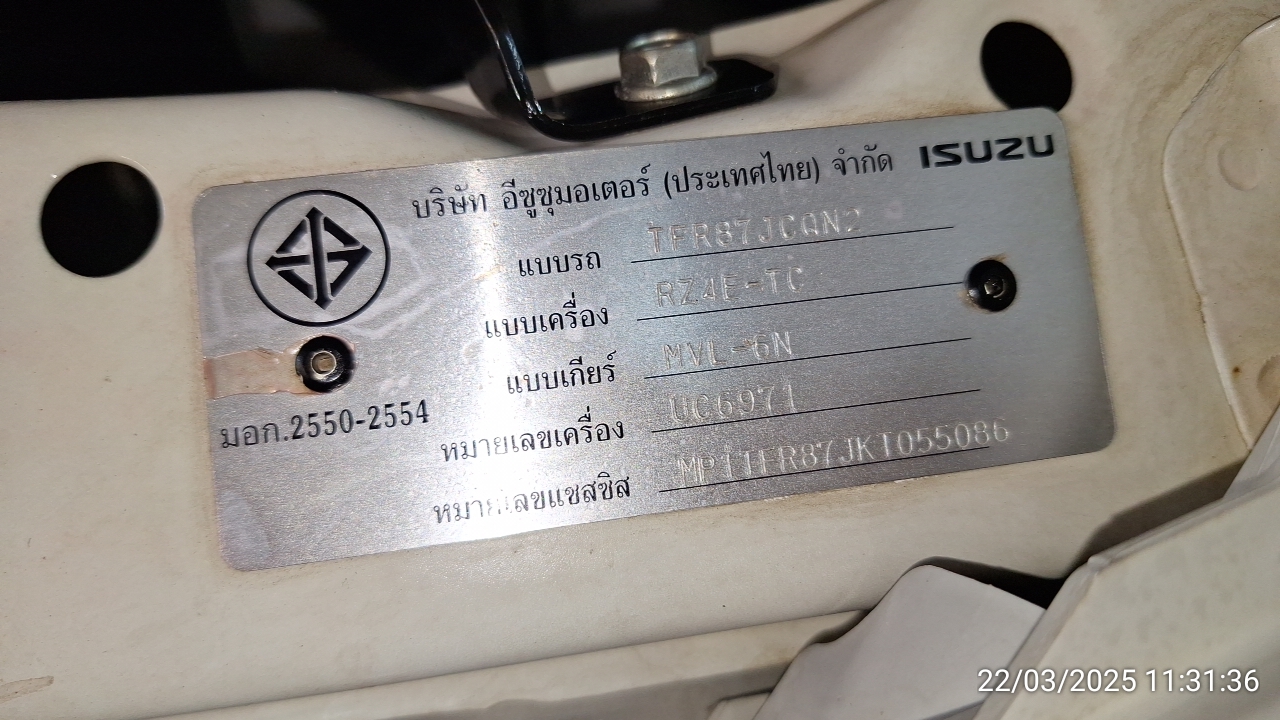 บริษัท อีซูซุมอเตอร์ (ประเทศไทย) จำกัด ISUZU
แบบรถ TFR87JCQN2
แบบเครื่อง RZ4E-TC
แบบเกียร์ MVL-6N
หมายเลขเครื่อง UC6971
หมายเลขแชสซิส MP1TFR87JKT055086
มอก.2550-2554
22/03/2025 11:31:36